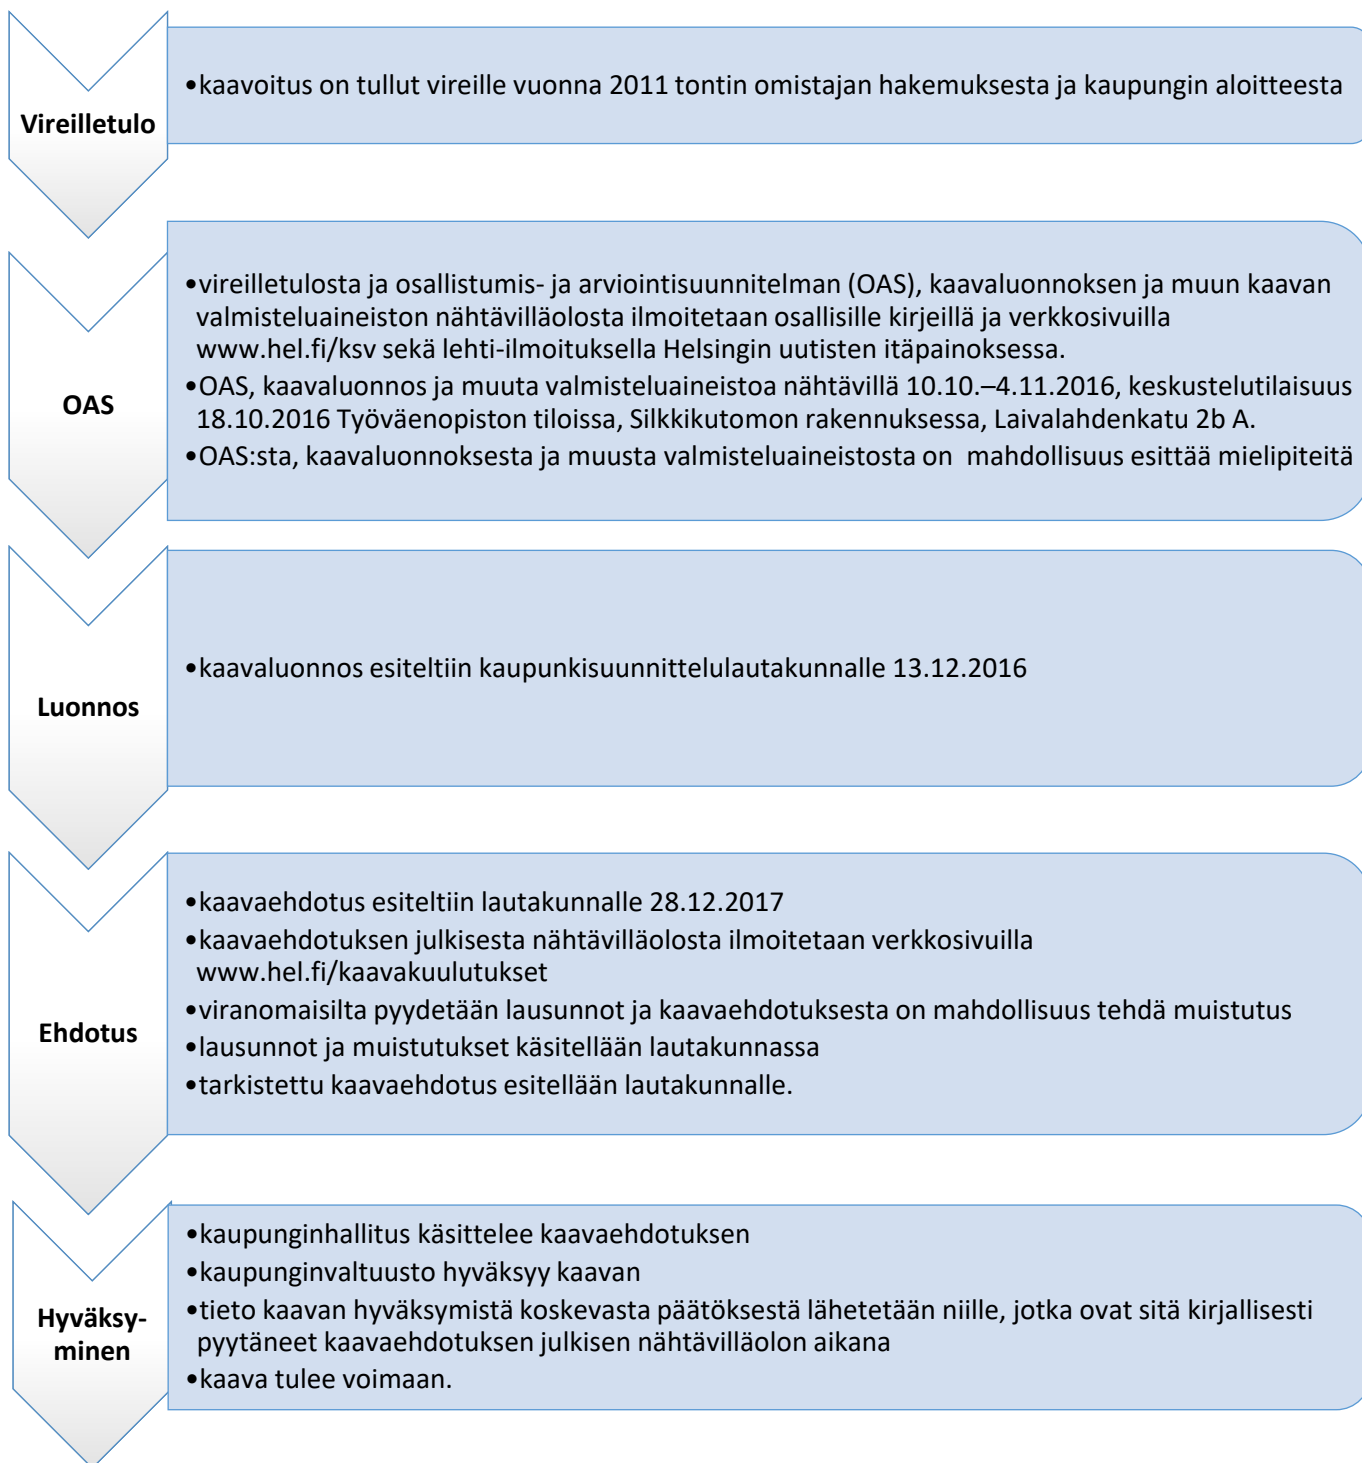 Vireilletulo
•kaavoitus on tullut vireille vuonna 2011 tontin omistajan hakemuksesta ja kaupungin aloitteesta
OAS
•vireilletulosta ja osallistumis- ja arviointisuunnitelman (OAS), kaavaluonnoksen ja muun kaavan
valmisteluaineiston nähtävilläolosta ilmoitetaan osallisille kirjeillä ja verkkosivuilla
www.hel.fi/ksv sekä lehti-ilmoituksella Helsingin uutisten itäpainoksessa.
•OAS, kaavaluonnos ja muuta valmisteluaineistoa nähtävillä 10.10.–4.11.2016, keskustelutilaisuus
18.10.2016 Työväenopiston tiloissa, Silkkikutomon rakennuksessa, Laivalahdenkatu 2b A.
•OAS:sta, kaavaluonnoksesta ja muusta valmisteluaineistosta on mahdollisuus esittää mielipiteitä
Luonnos
•kaavaluonnos esiteltiin kaupunkisuunnittelulautakunnalle 13.12.2016
Ehdotus
•kaavaehdotus esiteltiin lautakunnalle 28.12.2017
•kaavaehdotuksen julkisesta nähtävilläolosta ilmoitetaan verkkosivuilla
www.hel.fi/kaavakuulutukset
•viranomaisilta pyydetään lausunnot ja kaavaehdotuksesta on mahdollisuus tehdä muistutus
•lausunnot ja muistutukset käsitellään lautakunnassa
•tarkistettu kaavaehdotus esitellään lautakunnalle.
Hyväksy-
minen
•kaupunginhallitus käsittelee kaavaehdotuksen
•kaupunginvaltuusto hyväksyy kaavan
•tieto kaavan hyväksymistä koskevasta päätöksestä lähetetään niille, jotka ovat sitä kirjallisesti
pyytäneet kaavaehdotuksen julkisen nähtävilläolon aikana
•kaava tulee voimaan.